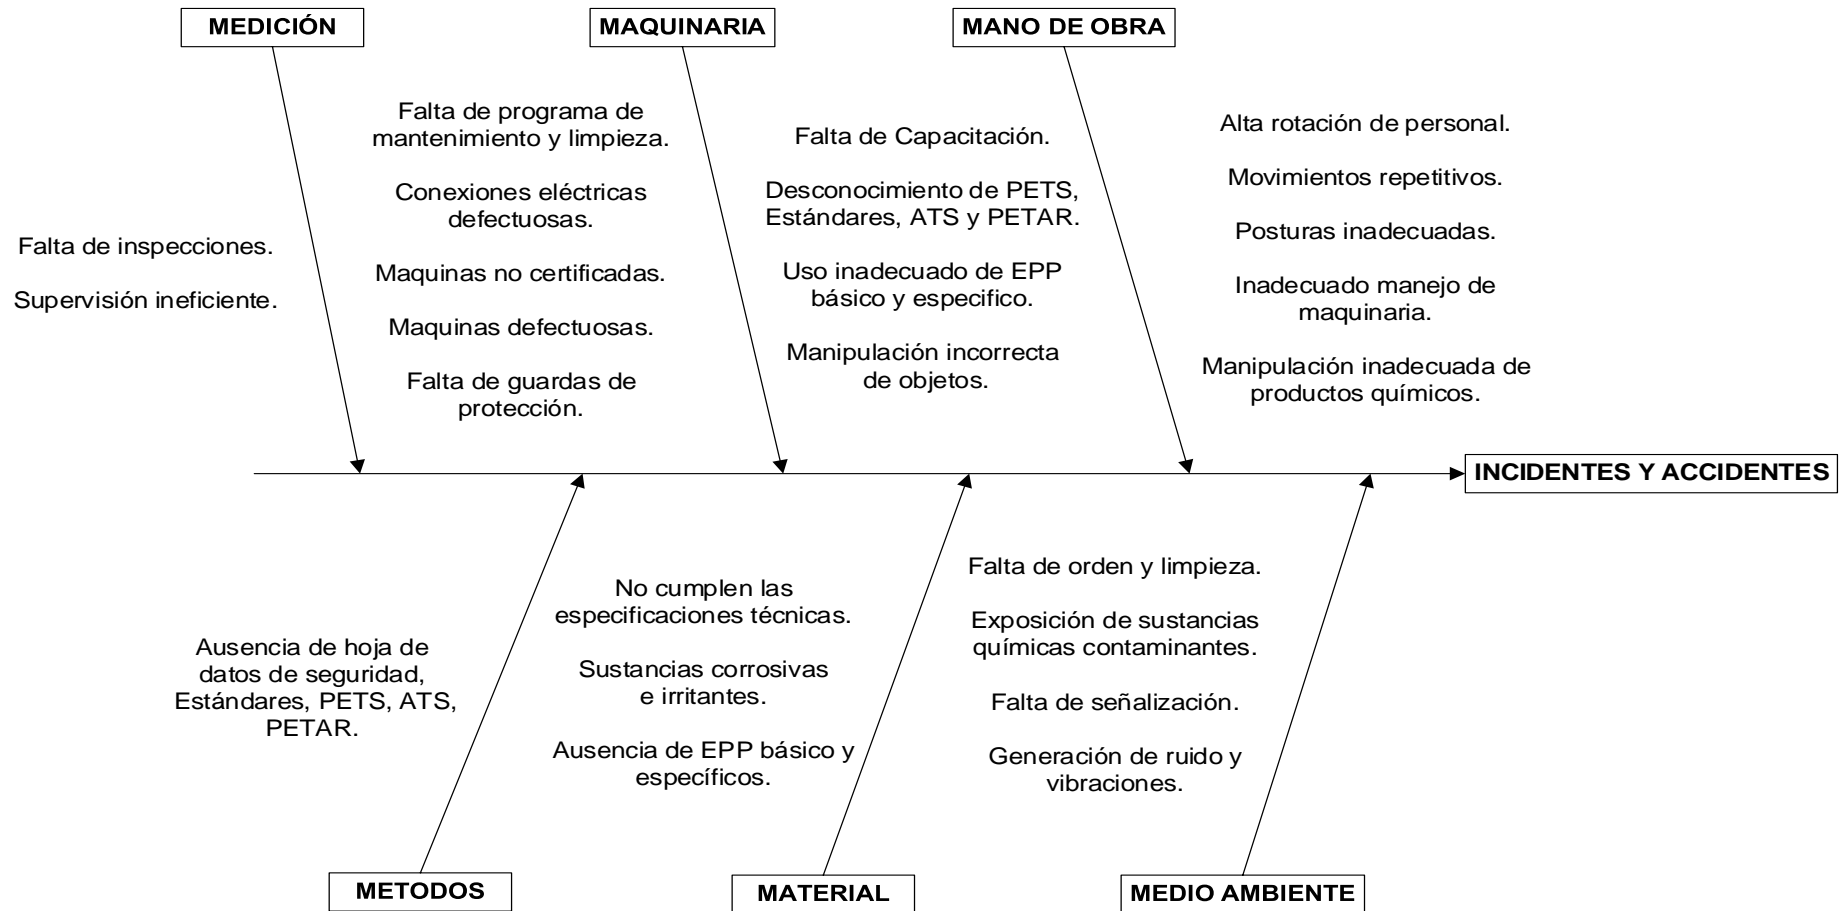 MEDICIÓN
MAQUINARIA
MANO DE OBRA
Falta de inspecciones.
Supervisión ineficiente.
Falta de programa de
mantenimiento y limpieza.
Conexiones eléctricas
defectuosas.
Maquinas no certificadas.
Maquinas defectuosas.
Falta de guardas de
protección.
Falta de Capacitación.
Desconocimiento de PETS,
Estándares, ATS y PETAR.
Uso inadecuado de EPP
básico y especifico.
Manipulación incorrecta
de objetos.
Alta rotación de personal.
Movimientos repetitivos.
Posturas inadecuadas.
Inadecuado manejo de
maquinaria.
Manipulación inadecuada de
productos químicos.
INCIDENTES Y ACCIDENTES
Ausencia de hoja de
datos de seguridad,
Estándares, PETS, ATS,
PETAR.
No cumplen las
especificaciones técnicas.
Sustancias corrosivas
e irritantes.
Ausencia de EPP básico y
específicos.
Falta de orden y limpieza.
Exposición de sustancias
químicas contaminantes.
Falta de señalización.
Generación de ruido y
vibraciones.
METODOS
MATERIAL
MEDIO AMBIENTE